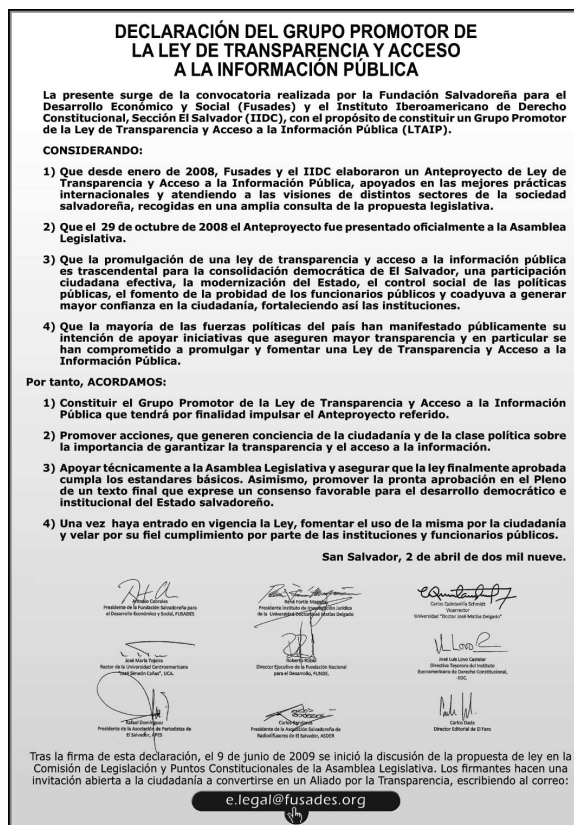 DECLARACIÓN DEL GRUPO PROMOTOR DE
LA LEY DE TRANSPARENCIA Y ACCESO
A LA INFORMACIÓN PÚBLICA
La presente surge de la convocatoria realizada por la Fundación Salvadoreña para el
Desarrollo Económico y Social (Fusades) y el Instituto Iberoamericano de Derecho
Constitucional, Sección El Salvador (IIDC), con el propósito de constituir un Grupo Promotor
de la Ley de Transparencia y Acceso a la Información Pública (LTAIP).
CONSIDERANDO:
1) Que desde enero de 2008, Fusades y el IIDC elaboraron un Anteproyecto de Ley de
Transparencia y Acceso a la Información Pública, apoyados en las mejores prácticas
internacionales y atendiendo a las visiones de distintos sectores de la sociedad
salvadoreña, recogidas en una amplia consulta de la propuesta legislativa.
2) Que el 29 de octubre de 2008 el Anteproyecto fue presentado oficialmente a la Asamblea
Legislativa.
3) Que la promulgación de una ley de transparencia y acceso a la información pública
es trascendental para la consolidación democrática de El Salvador, una participación
ciudadana efectiva, la modernización del Estado, el control social de las políticas
públicas, el fomento de la probidad de los funcionarios públicos y coadyuva a generar
mayor confianza en la ciudadanía, fortaleciendo así las instituciones.
4) Que la mayoría de las fuerzas políticas del país han manifestado públicamente su
intención de apoyar iniciativas que aseguren mayor transparencia y en particular se
han comprometido a promulgar y fomentar una Ley de Transparencia y Acceso a la
Información Pública.
Por tanto, ACORDAMOS:
1) Constituir el Grupo Promotor de la Ley de Transparencia y Acceso a la Información
Pública que tendrá por finalidad impulsar el Anteproyecto referido.
2) Promover acciones, que generen conciencia de la ciudadanía y de la clase política sobre
la importancia de garantizar la transparencia y el acceso a la información.
3) Apoyar técnicamente a la Asamblea Legislativa y asegurar que la ley finalmente aprobada
cumpla los estandares básicos. Asimismo, promover la pronta aprobación en el Pleno
de un texto final que exprese un consenso favorable para el desarrollo democrático e
institucional del Estado salvadoreño.
4) Una vez haya entrado en vigencia la Ley, fomentar el uso de la misma por la ciudadanía
y velar por su fiel cumplimiento por parte de las instituciones y funcionarios públicos.
San Salvador, 2 de abril de dos mil nueve.
Antonio Cabrales
Presidente de la Fundación Salvadoreña para
el Desarrollo Económico y Social, FUSADES
René Fortín Magaña
Presidente Instituto de Investigación Jurídica
de la Universidad Doctor José Matías Delgado
Carlos Quintanilla Schmidt
Vicerrector
Universidad "Doctor José Matías Delgado"
José María Tojeira
Rector de la Universidad Centroamericana
"José Simeón Cañas", UCA.
Roberto Rubio
Director Ejecutivo de la Fundación Nacional
para el Desarrollo, FUNDE.
José Luis Lovo Castelar
Directivo Tesorero del Instituto
Iberoamericano de Derecho Constitucional,
IIDC.
Rafael Domínguez
Presidente de la Asociación de Periodistas de
El Salvador, APES
Carlos
Presidente de la Asociación Salvadoreña de
Radiodifusores de El Salvador, ASDER
Carlos Dada
Director Editorial de El Faro
Tras la firma de esta declaración, el 9 de junio de 2009 se inició la discusión de la propuesta de ley en la
Comisión de Legislación y Puntos Constitucionales de la Asamblea Legislativa. Los firmantes hacen una
invitación abierta a la ciudadanía a convertirse en un Aliado por la Transparencia, escribiendo al correo:
e.legal@fusades.org